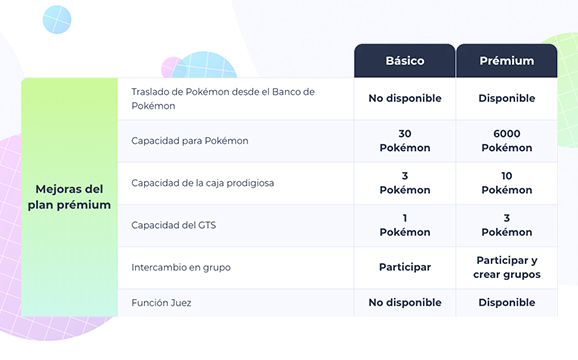 Básico Prémium
Traslado de Pokémon desde el Banco de
Pokémon
No disponible Disponible
Capacidad para Pokémon
30
Pokémon
6000
Pokémon
Mejoras del
plan prémium
Capacidad de la caja prodigiosa
3
Pokémon
10
Pokémon
Capacidad del GTS
1
Pokémon
3
Pokémon
Intercambio en grupo
Participar
Participar y
crear grupos
Función Juez
No disponible Disponible